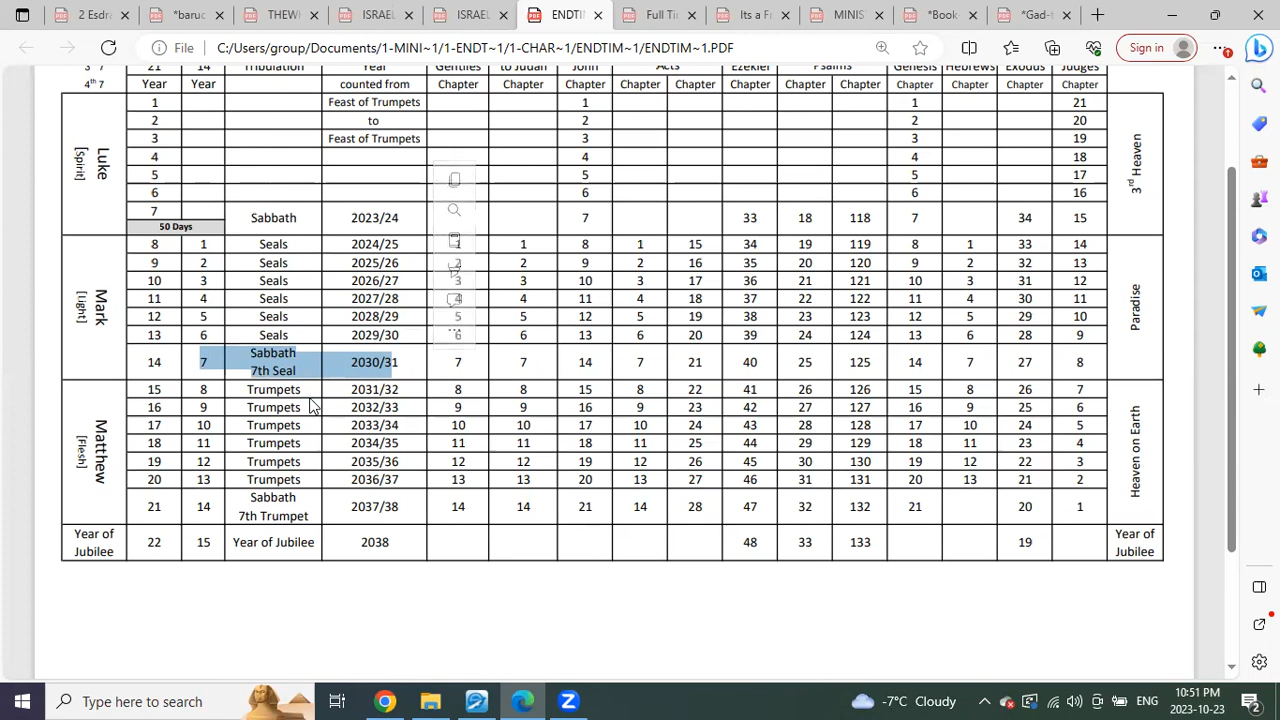 2 Esdra
*baruc
THEWH
ISRAEL
ISRAEL
ENDTIM
Full Tir
Its a Fr
MINIS
*Book-
*Gad-t
File C:/Users/group/Documents/1-MINI~1/1-ENDT~1/1-CHAR~1/ENDTIM~1/ENDTIM~1.PDF Sign in
3rd 7 21 14 Tribulation Year Gentiles to Judah John Acts Ezekiel Psalms Genesis Hebrews Exodus Judges
4th 7 Year Year counted from Chapter Chapter Chapter Chapter Chapter Chapter Chapter Chapter Chapter Chapter Chapter Chapter
Luke
[Spirit]
1 Feast of Trumpets 1 1 21
2 to 2 2 20
3 Feast of Trumpets 3 3 19
4 4 4 18
5 5 5 17
6 6 6 16
7 Sabbath 2023/24 7 33 18 118 7 34 15
50 Days
3rd Heaven
Mark
[Light]
8 1 Seals 2024/25 1 1 8 1 15 34 19 119 8 1 33 14
9 2 Seals 2025/26 2 2 9 2 16 35 20 120 9 2 32 13
10 3 Seals 2026/27 3 3 10 3 17 36 21 121 10 3 31 12
11 4 Seals 2027/28 4 4 11 4 18 37 22 122 11 4 30 11
12 5 Seals 2028/29 5 5 12 5 19 38 23 123 12 5 29 10
13 6 Seals 2029/30 6 6 13 6 20 39 24 124 13 6 28 9
14 7 Sabbath 2030/31 7 7 14 7 21 40 25 125 14 7 27 8
7th Seal
Paradise
Matthew
[Flesh]
15 8 Trumpets 2031/32 8 8 15 8 22 41 26 126 15 8 26 7
16 9 Trumpets 2032/33 9 9 16 9 23 42 27 127 16 9 25 6
17 10 Trumpets 2033/34 10 10 17 10 24 43 28 128 17 10 24 5
18 11 Trumpets 2034/35 11 11 18 11 25 44 29 129 18 11 23 4
19 12 Trumpets 2035/36 12 12 19 12 26 45 30 130 19 12 22 3
20 13 Trumpets 2036/37 13 13 20 13 27 46 31 131 20 13 21 2
21 14 Sabbath 2037/38 14 14 21 14 28 47 32 132 21 20 1
7th Trumpet
Heaven on Earth
Year of Jubilee 22 15 Year of Jubilee 2038 48 33 133 19 Year of Jubilee
Type here to search
-7°C Cloudy
ENG
10:51 PM
2023-10-23
2